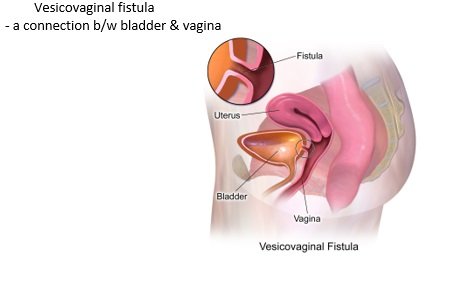 Vesicovaginal fistula
- a connection b/w bladder & vagina
Fistula
Uterus
Bladder
Vagina
Vesicovaginal Fistula